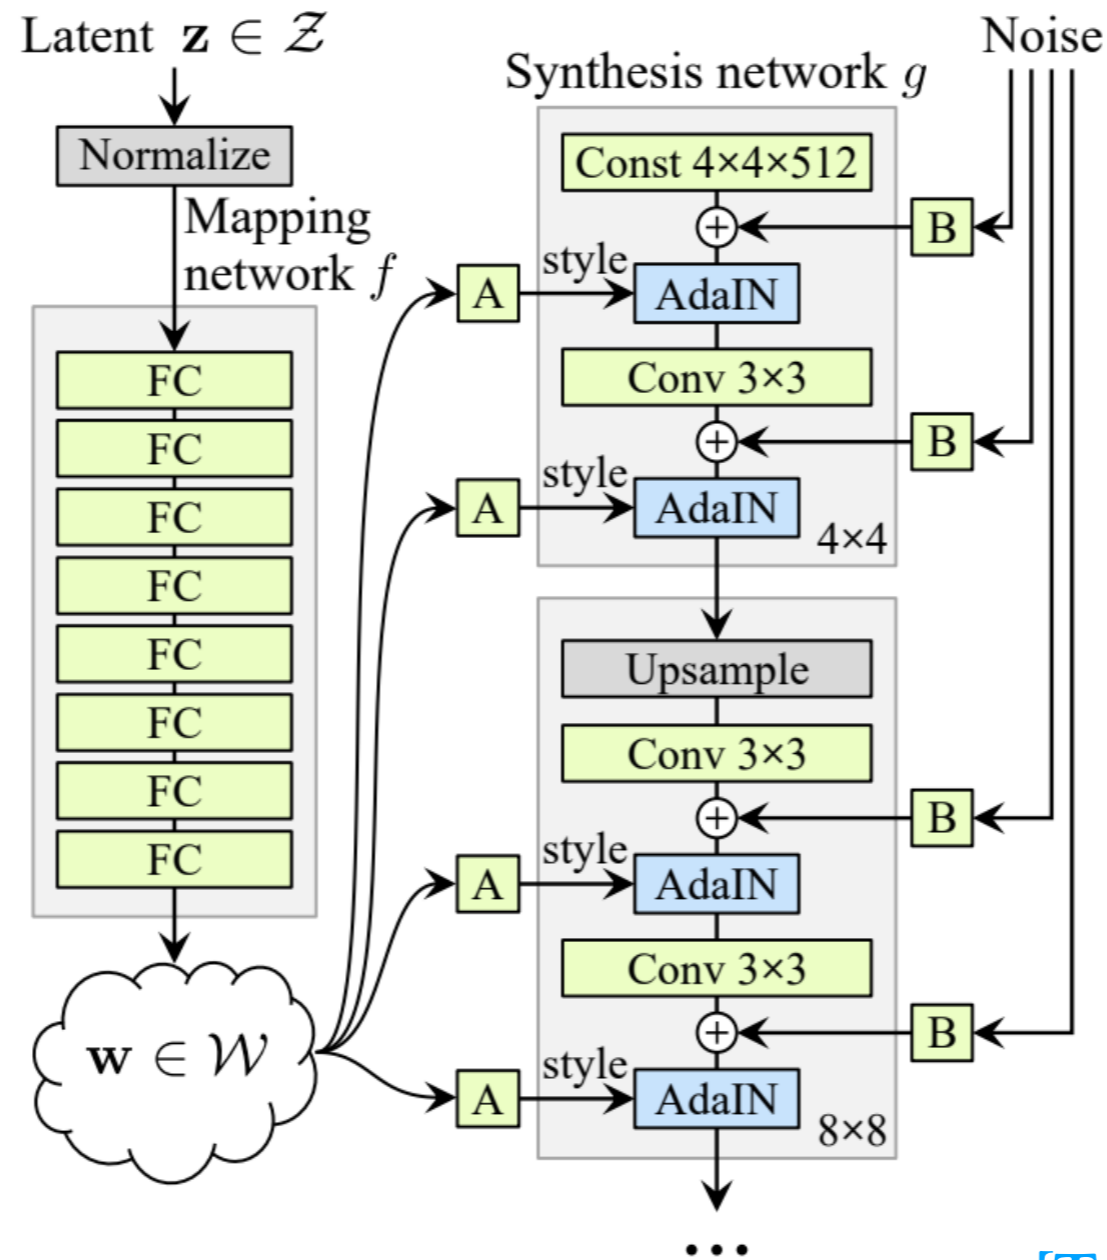 Latent z ∈ 𝒵
Normalize
Mapping
network f
FC
FC
FC
FC
FC
FC
FC
FC
w ∈ 𝒲
Synthesis network g
Noise
Const 4×4×512
+
B
A
style
AdaIN
Conv 3×3
+
B
A
style
AdaIN
4×4
Upsample
Conv 3×3
+
B
A
style
AdaIN
Conv 3×3
+
B
A
style
AdaIN
8×8
...